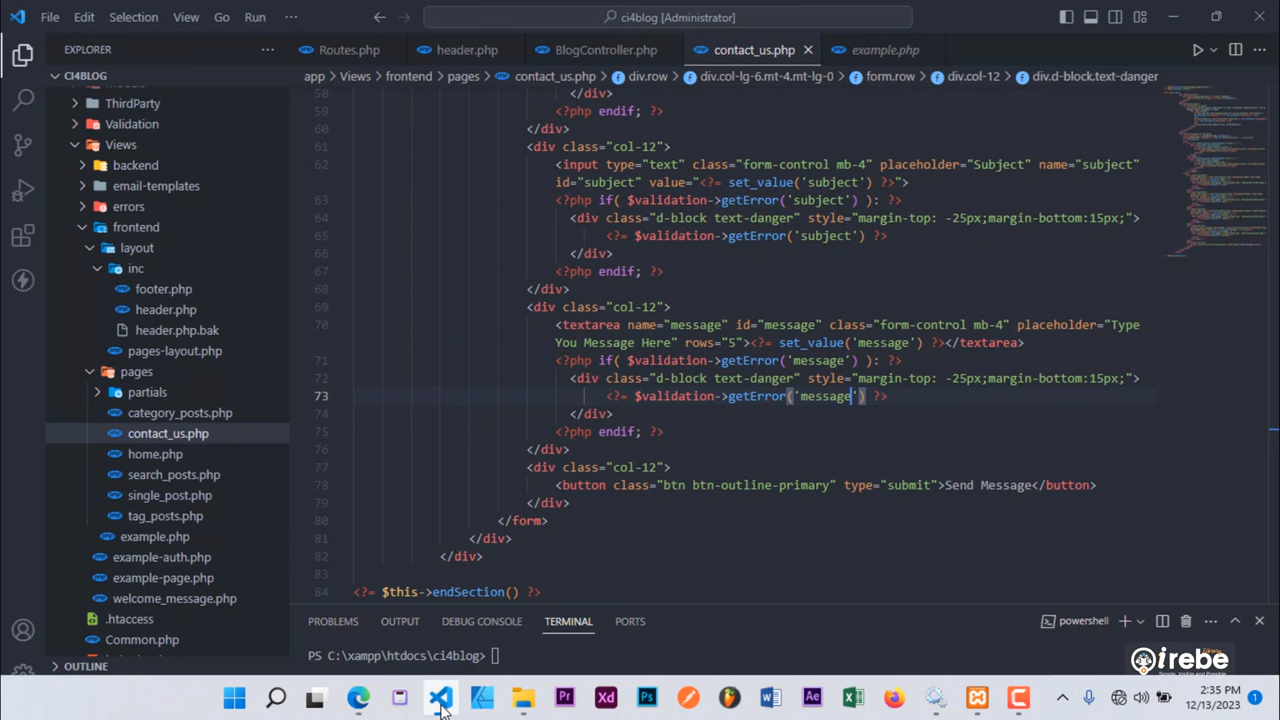 File Edit Selection View Go Run ci4blog [Administrator]
EXPLORER
Routes.php header.php BlogController.php contact_us.php example.php
CI4BLOG
app Views frontend pages contact_us.php div.row div.col-lg-6.mt-4.mt-lg-0 form.row div.col-12 div.d-block.text-danger
ThirdParty
Validation
Views
backend
email-templates
errors
frontend
layout
inc
footer.php
header.php
header.php.bak
pages-layout.php
pages
partials
category_posts.php
contact_us.php
home.php
search_posts.php
single_post.php
tag_posts.php
example.php
example-auth.php
example-page.php
welcome_message.php
.htaccess
Common.php
OUTLINE
58 </div>
59 <?php endif; ?>
60 </div>
61 <div class="col-12">
62 <input type="text" class="form-control mb-4" placeholder="Subject" name="subject"
id="subject" value="<?= set_value('subject') ?>">
63 <?php if( $validation->getError('subject') ): ?>
64 <div class="d-block text-danger" style="margin-top: -25px;margin-bottom:15px;">
65 <?= $validation->getError('subject') ?>
66 </div>
67 <?php endif; ?>
68 </div>
69 <div class="col-12">
70 <textarea name="message" id="message" class="form-control mb-4" placeholder="Type
You Message Here" rows="5"><?= set_value('message') ?></textarea>
71 <?php if( $validation->getError('message') ): ?>
72 <div class="d-block text-danger" style="margin-top: -25px;margin-bottom:15px;">
73 <?= $validation->getError('message') ?>
74 </div>
75 <?php endif; ?>
76 </div>
77 <div class="col-12">
78 <button class="btn btn-outline-primary" type="submit">Send Message</button>
79 </div>
80 </form>
81 </div>
82 </div>
83
84 <?= $this->endSection() ?>
PROBLEMS OUTPUT DEBUG CONSOLE TERMINAL PORTS powershell
PS C:\xampp\htdocs\ci4blog>
irebe
Pr Xd Ps W Ae X
2:35 PM
12/13/2023
1